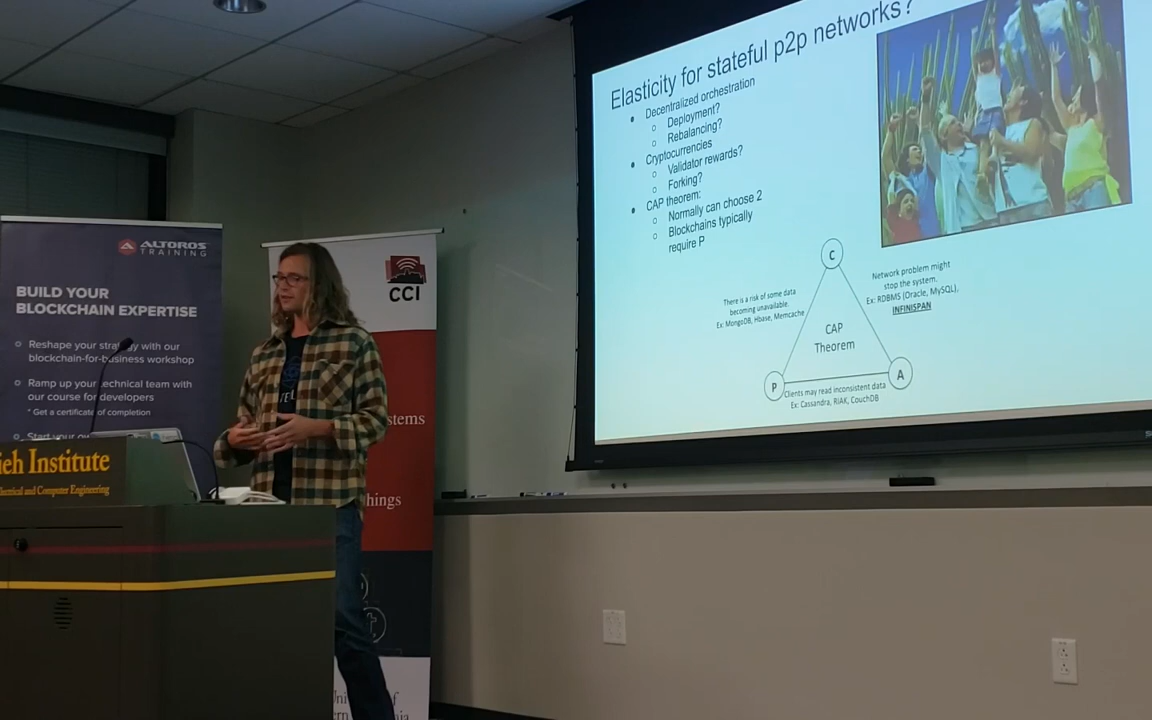 Elasticity for stateful p2p networks?
Decentralized orchestration
Deployment?
Rebalancing?
Cryptocurrencies
Validator rewards?
Forking?
CAP theorem:
Normally can choose 2
Blockchains typically
require P
C
There is a risk of some data
becoming unavailable.
Ex: MongoDB, Hbase, Memcache
Network problem might
stop the system.
Ex: RDBMS (Oracle, MySQL),
INFINISPAN
CAP
Theorem
P
A
Clients may read inconsistent data
Ex: Cassandra, RIAK, CouchDB
ALTOROS
TRAINING
BUILD YOUR
BLOCKCHAIN EXPERTISE
Reshape your strategy with our
blockchain-for-business workshop
Ramp up your technical team with
our course for developers
* Get a certificate of completion
Start your
CCI
stems
hings
ieh Institute
and Computer Engineering